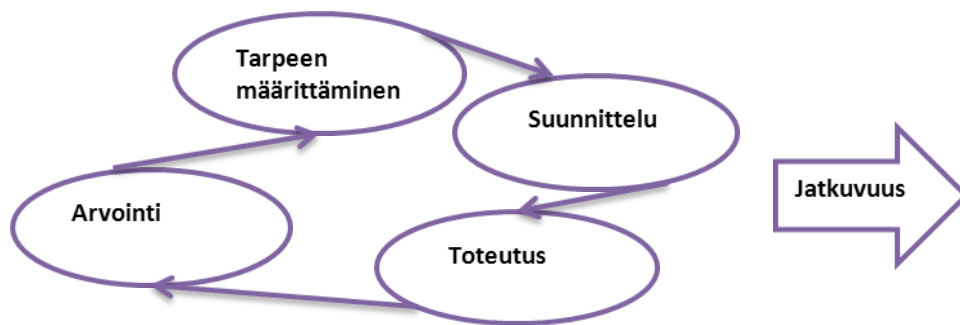 Tarpeen
määrittäminen
Suunnittelu
Jatkuvuus
Arvointi
Toteutus